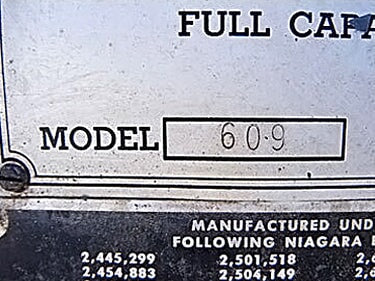 FULL CAPA
MODEL 609
MANUFACTURED UND
FOLLOWING NIAGARA
2,445,299 2,501,518
2,454,883 2,504,149